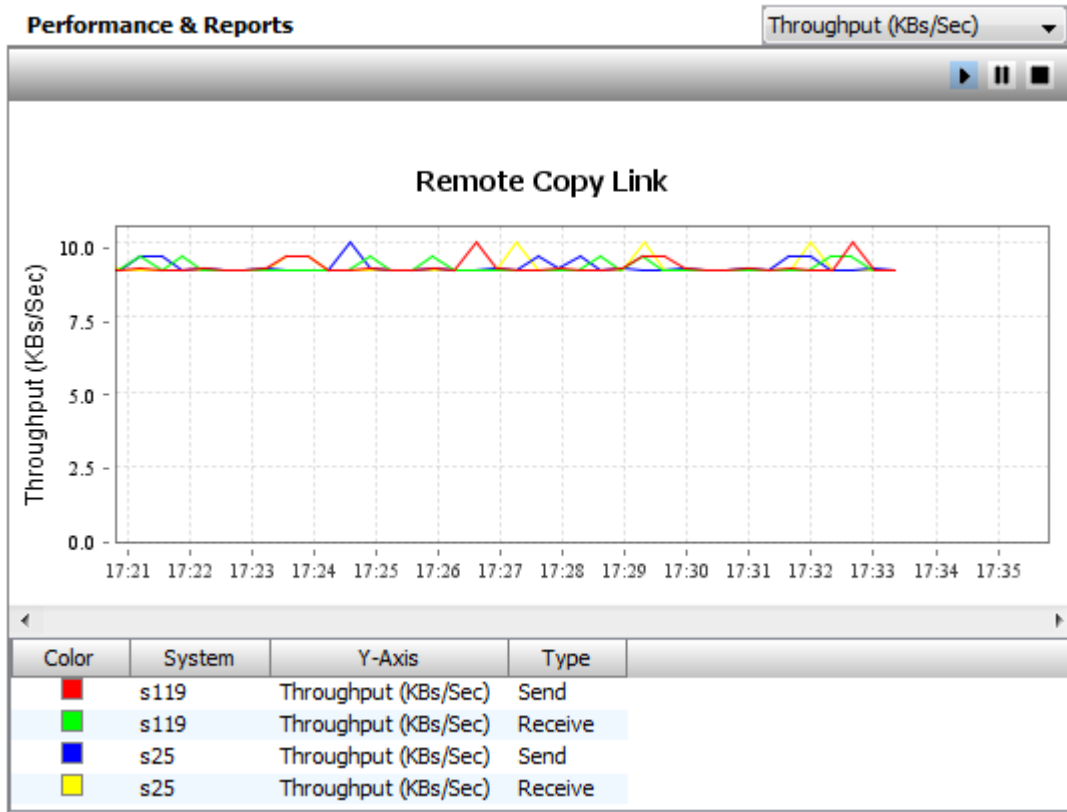 Performance & Reports
Throughput (KBs/Sec)
Remote Copy Link
Throughput (KBs/Sec)
10.0
7.5
5.0
2.5
0.0
17:21 17:22 17:23 17:24 17:25 17:26 17:27 17:28 17:29 17:30 17:31 17:32 17:33 17:34 17:35
Color System Y-Axis Type
s119 Throughput (KBs/Sec) Send
s119 Throughput (KBs/Sec) Receive
s25 Throughput (KBs/Sec) Send
s25 Throughput (KBs/Sec) Receive